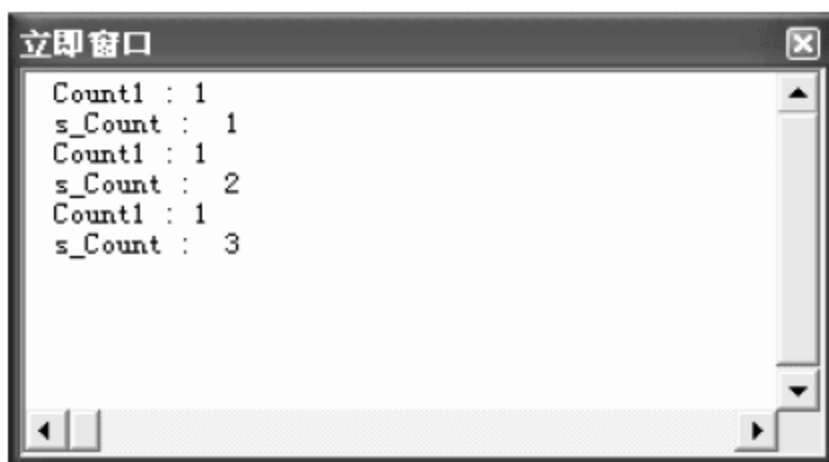 立即窗口
Count1 : 1
s_Count :  1
Count1 : 1
s_Count :  2
Count1 : 1
s_Count :  3